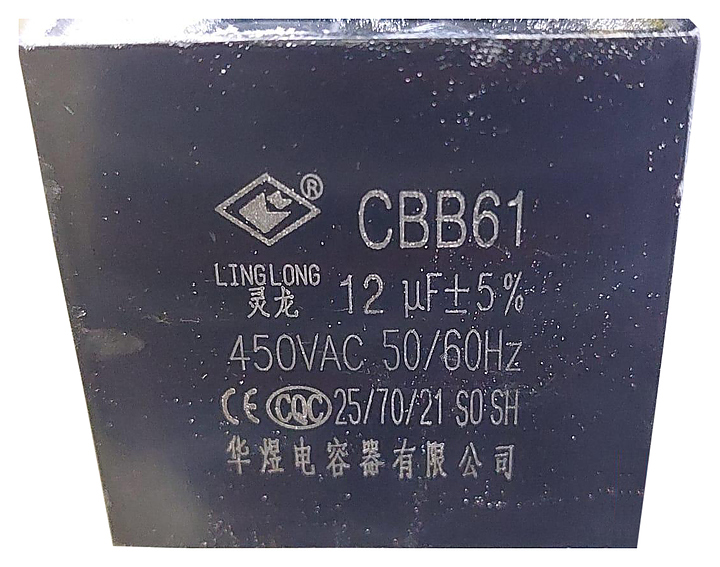 ® CBB61
LINGLONG
灵龙 12 μF±5%
450VAC 50/60Hz
CE CQC 25/70/21 S0 SH
华煜电容器有限公司